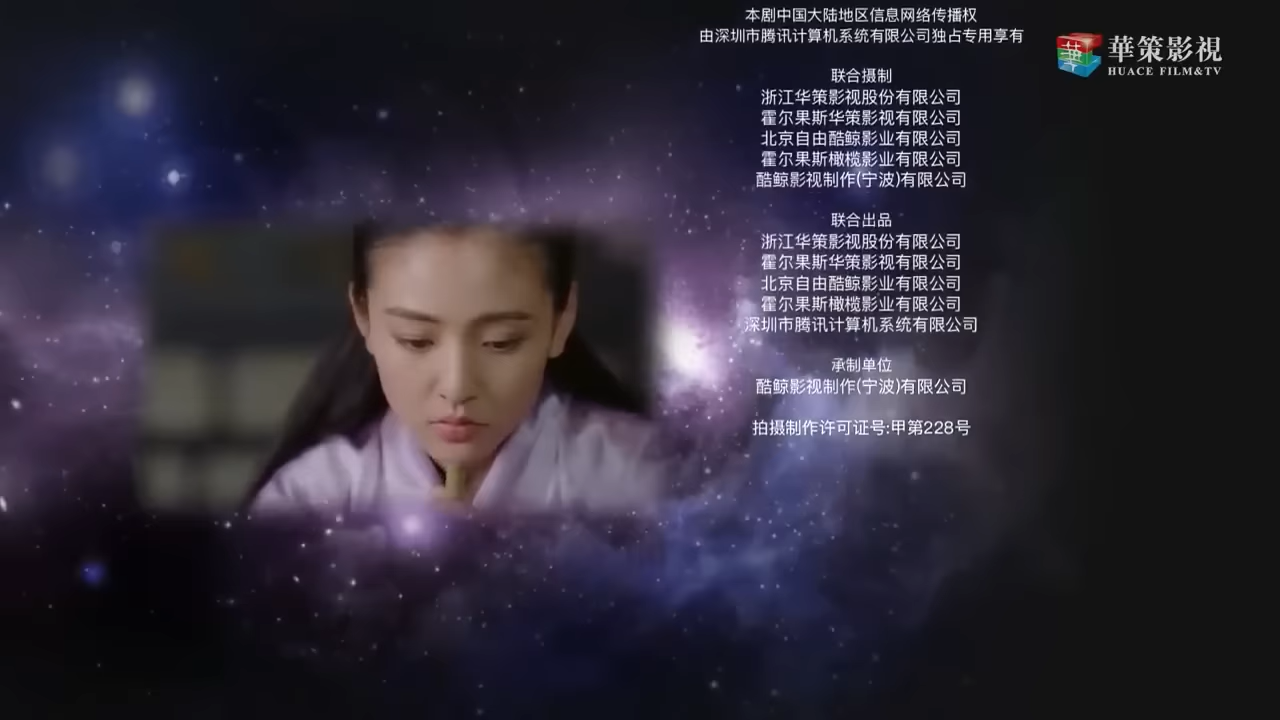 本剧中国大陆地区信息网络传播权
由深圳市腾讯计算机系统有限公司独占专用享有
華策影視
HUACE FILM&TV
華
联合摄制
浙江华策影视股份有限公司
霍尔果斯华策影视有限公司
北京自由酷鲸影业有限公司
霍尔果斯橄榄影业有限公司
酷鲸影视制作(宁波)有限公司
联合出品
浙江华策影视股份有限公司
霍尔果斯华策影视有限公司
北京自由酷鲸影业有限公司
霍尔果斯橄榄影业有限公司
深圳市腾讯计算机系统有限公司
承制单位
酷鲸影视制作(宁波)有限公司
拍摄制作许可证号:甲第228号